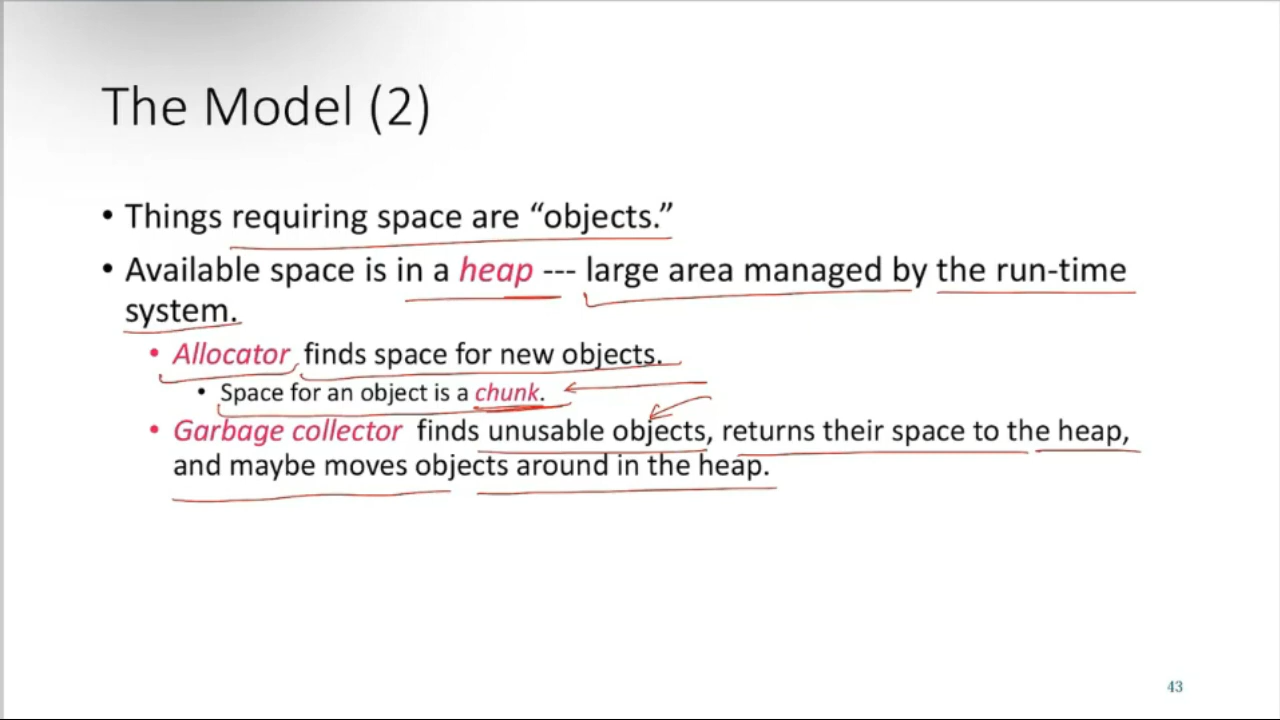 The Model (2)
• Things requiring space are “objects.”
• Available space is in a heap --- large area managed by the run-time
system.
• Allocator finds space for new objects.
• Space for an object is a chunk.
• Garbage collector finds unusable objects, returns their space to the heap,
and maybe moves objects around in the heap.
43